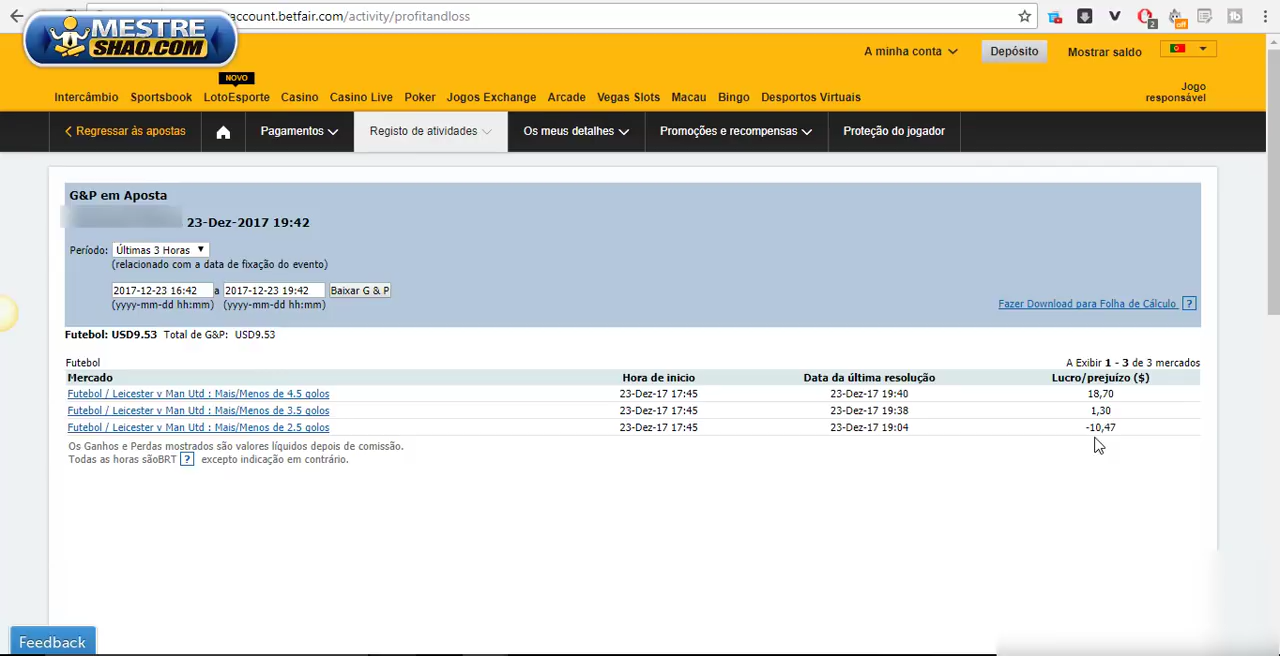 account.betfair.com/activity/profitandloss
2
off
MESTRE
SHAO.COM
A minha conta
Depósito
Mostrar saldo
NOVO
Intercâmbio Sportsbook LotoEsporte Casino Casino Live Poker Jogos Exchange Arcade Vegas Slots Macau Bingo Desportos Virtuais
Jogo
responsável
Regressar às apostas Pagamentos Registo de atividades Os meus detalhes Promoções e recompensas Proteção do jogador
G&P em Aposta
23-Dez-2017 19:42
Período: Últimas 3 Horas
(relacionado com a data de fixação do evento)
2017-12-23 16:42 a 2017-12-23 19:42 Baixar G & P
(yyyy-mm-dd hh:mm) (yyyy-mm-dd hh:mm)
Fazer Download para Folha de Cálculo ?
Futebol: USD9.53 Total de G&P: USD9.53
Futebol A Exibir 1 - 3 de 3 mercados
Mercado Hora de inicio Data da última resolução Lucro/prejuízo ($)
Futebol / Leicester v Man Utd : Mais/Menos de 4.5 golos 23-Dez-17 17:45 23-Dez-17 19:40 18,70
Futebol / Leicester v Man Utd : Mais/Menos de 3.5 golos 23-Dez-17 17:45 23-Dez-17 19:38 1,30
Futebol / Leicester v Man Utd : Mais/Menos de 2.5 golos 23-Dez-17 17:45 23-Dez-17 19:04 -10,47
Os Ganhos e Perdas mostrados são valores líquidos depois de comissão.
Todas as horas sãoBRT ? excepto indicação em contrário.
Feedback